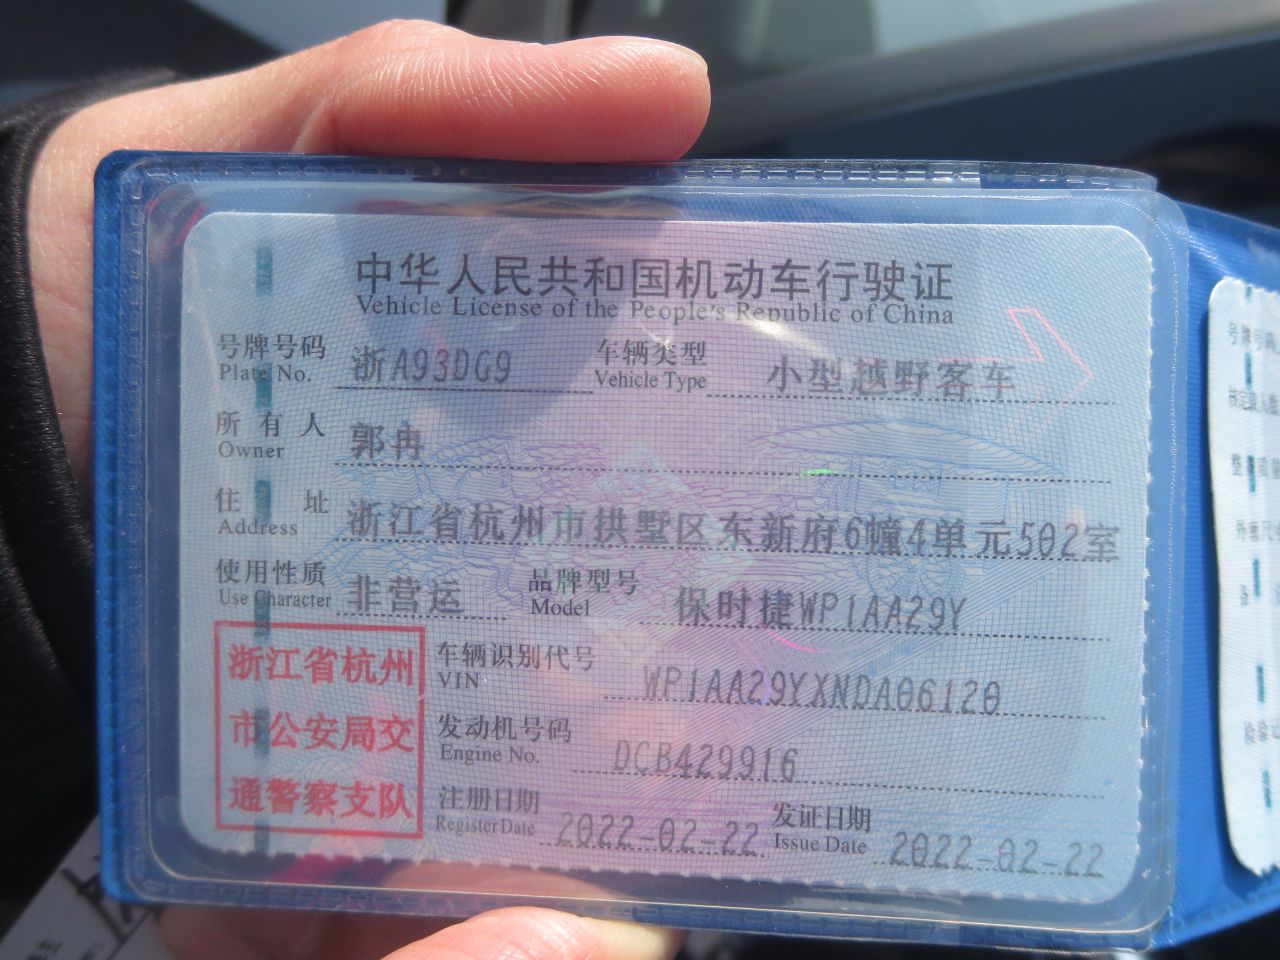 中华人民共和国机动车行驶证
Vehicle License of the People's Republic of China
号牌号码 浙A93DG9 车辆类型 小型越野客车
Plate No. Vehicle Type
所有人 郭冉
Owner
住址 浙江省杭州市拱墅区东新府6幢4单元502室
Address
使用性质 非营运 品牌型号 保时捷WP1AA29Y
Use Character Model
浙江省杭州
市公安局交
通警察支队
车辆识别代号 WP1AA29YXNDA06120
VIN
发动机号码 DCB429916
Engine No.
注册日期 2022-02-22 发证日期 2022-02-22
Register Date Issue Date
号牌号码